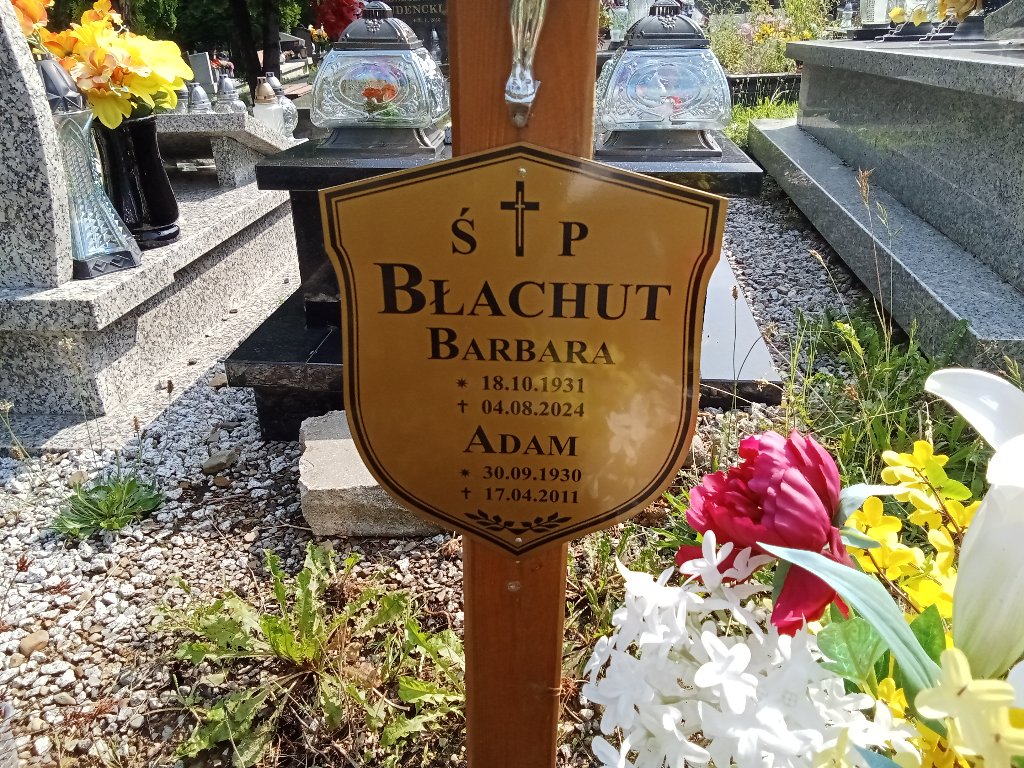 Ś P
BŁACHUT
BARBARA
* 18.10.1931
✝ 04.08.2024
ADAM
* 30.09.1930
✝ 17.04.2011